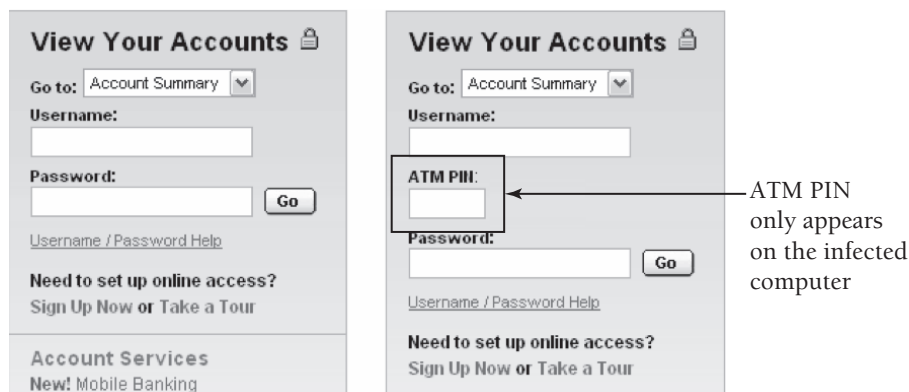 View Your Accounts
Go to: Account Summary
Username:
Password:
Go
Username / Password Help
Need to set up online access?
Sign Up Now or Take a Tour
Account Services
New! Mobile Banking
View Your Accounts
Go to: Account Summary
Username:
ATM PIN:
Password:
Go
Username / Password Help
Need to set up online access?
Sign Up Now or Take a Tour
ATM PIN
only appears
on the infected
computer